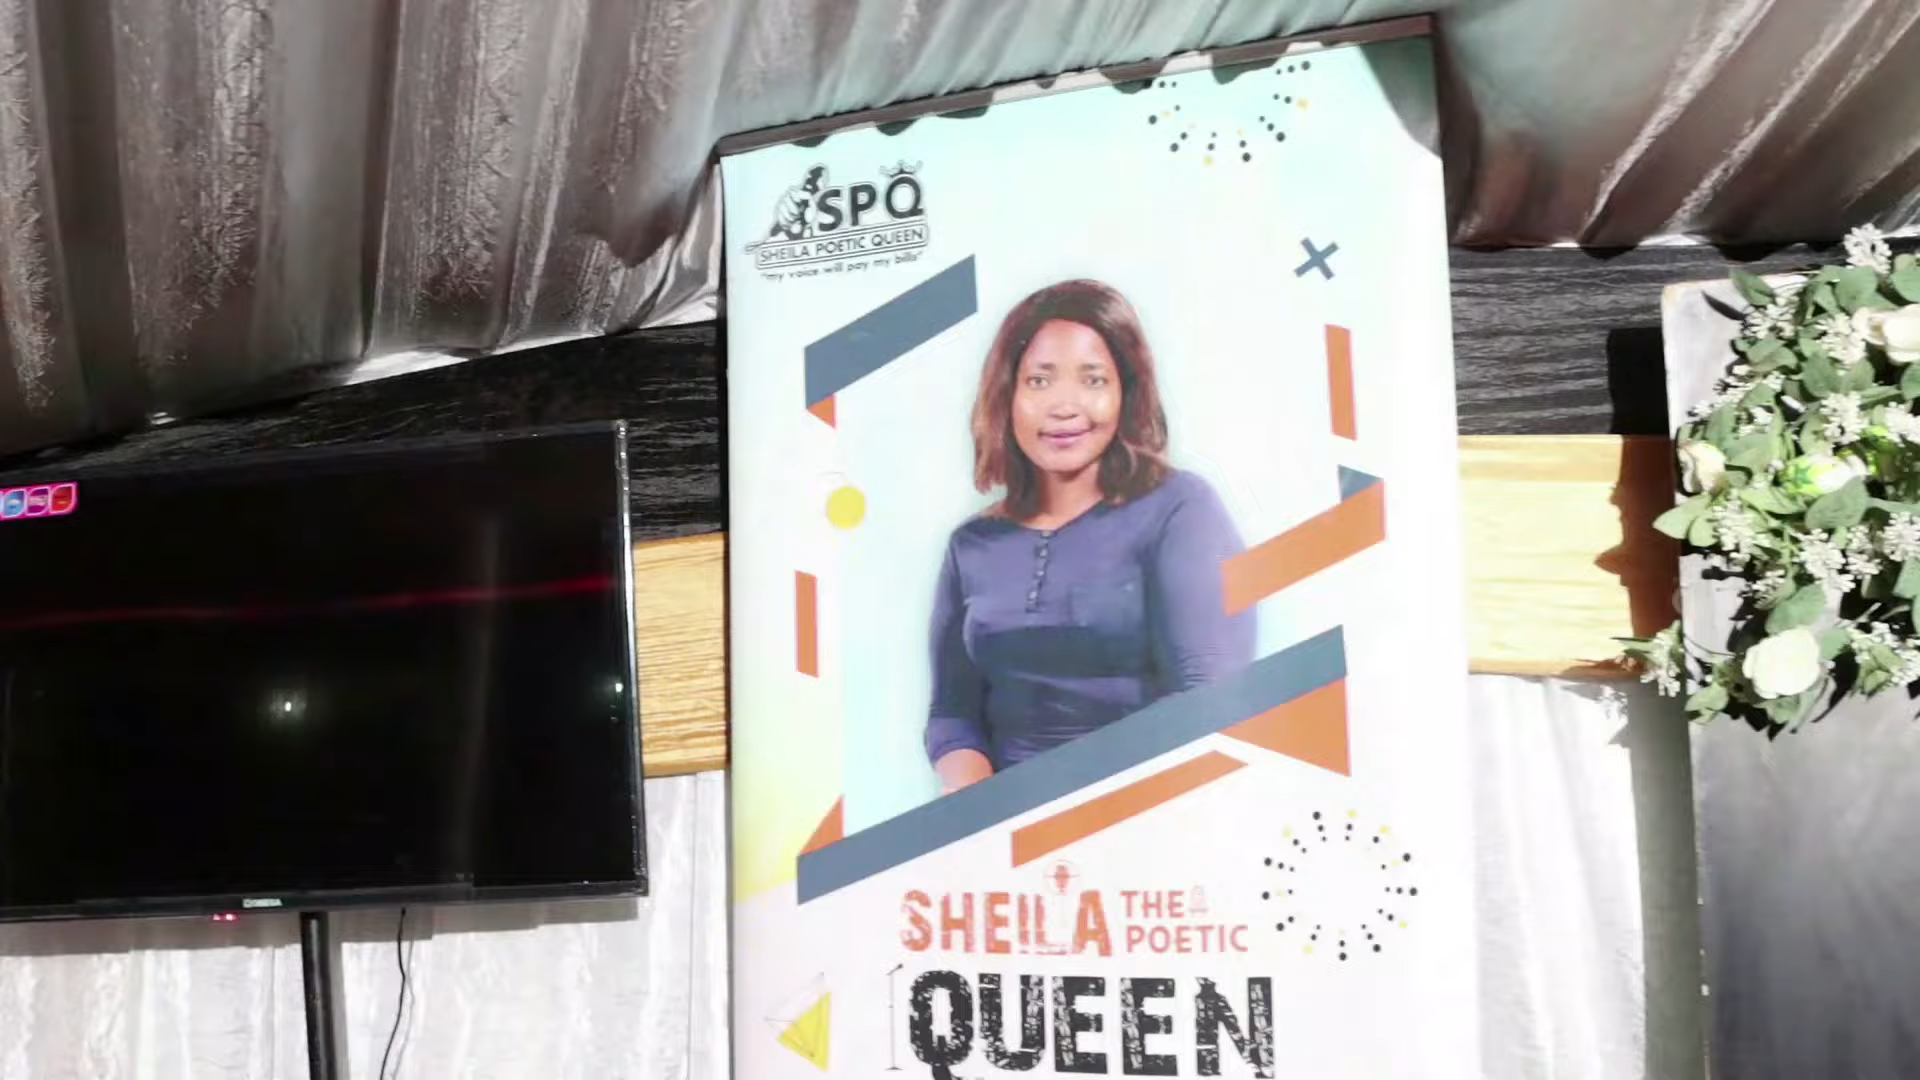 SPQ
SHEILA POETIC QUEEN
"my voice will pay my bills"
SHEILA THE
POETIC
QUEEN